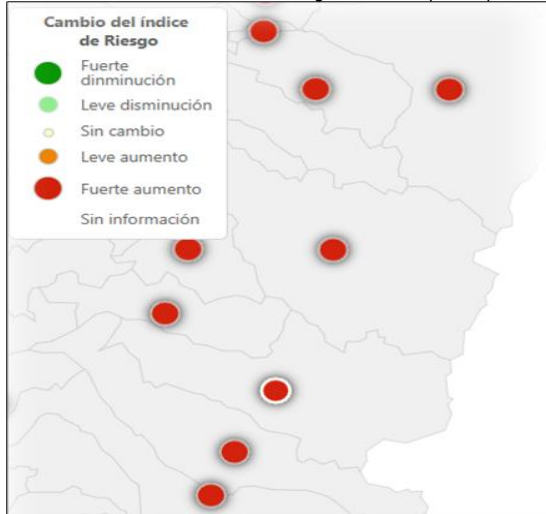 Cambio del índice
de Riesgo
Fuerte
dinminución
Leve disminución
Sin cambio
Leve aumento
Fuerte aumento
Sin información